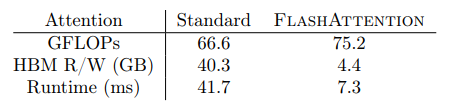 Attention Standard FLASHATTENTION
GFLOPs 66.6 75.2
HBM R/W (GB) 40.3 4.4
Runtime (ms) 41.7 7.3